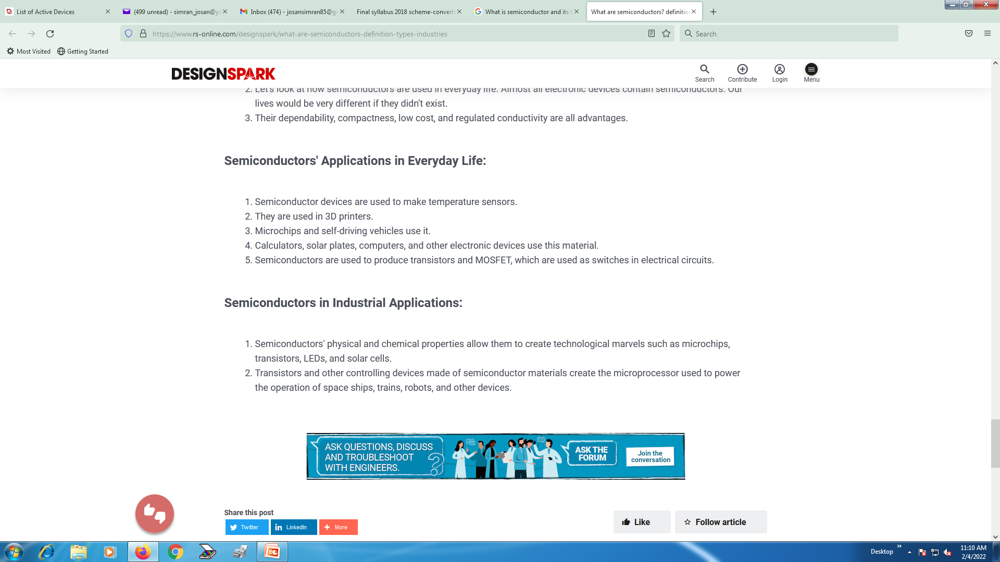 List of Active Devices
(499 unread) - simran_josan@ya
Inbox (474) - josansimran85@gr
Final syllabus 2018 scheme-converte
What is semiconductor and its t
What are semiconductors? definitio
https://www.rs-online.com/designspark/what-are-semiconductors-definition-types-industries
Search
Most Visited
Getting Started
DESIGNSPARK
Search
Contribute
Login
Menu
2. Let's look at how semiconductors are used in everyday life. Almost all electronic devices contain semiconductors. Our
lives would be very different if they didn't exist.
3. Their dependability, compactness, low cost, and regulated conductivity are all advantages.
Semiconductors' Applications in Everyday Life:
1. Semiconductor devices are used to make temperature sensors.
2. They are used in 3D printers.
3. Microchips and self-driving vehicles use it.
4. Calculators, solar plates, computers, and other electronic devices use this material.
5. Semiconductors are used to produce transistors and MOSFET, which are used as switches in electrical circuits.
Semiconductors in Industrial Applications:
1. Semiconductors' physical and chemical properties allow them to create technological marvels such as microchips,
transistors, LEDs, and solar cells.
2. Transistors and other controlling devices made of semiconductor materials create the microprocessor used to power
the operation of space ships, trains, robots, and other devices.
ASK QUESTIONS, DISCUSS
AND TROUBLESHOOT
WITH ENGINEERS.
?
ASK THE
FORUM
Join the
conversation
Share this post
Twitter
LinkedIn
More
Like
Follow article
Desktop
11:10 AM
2/4/2022